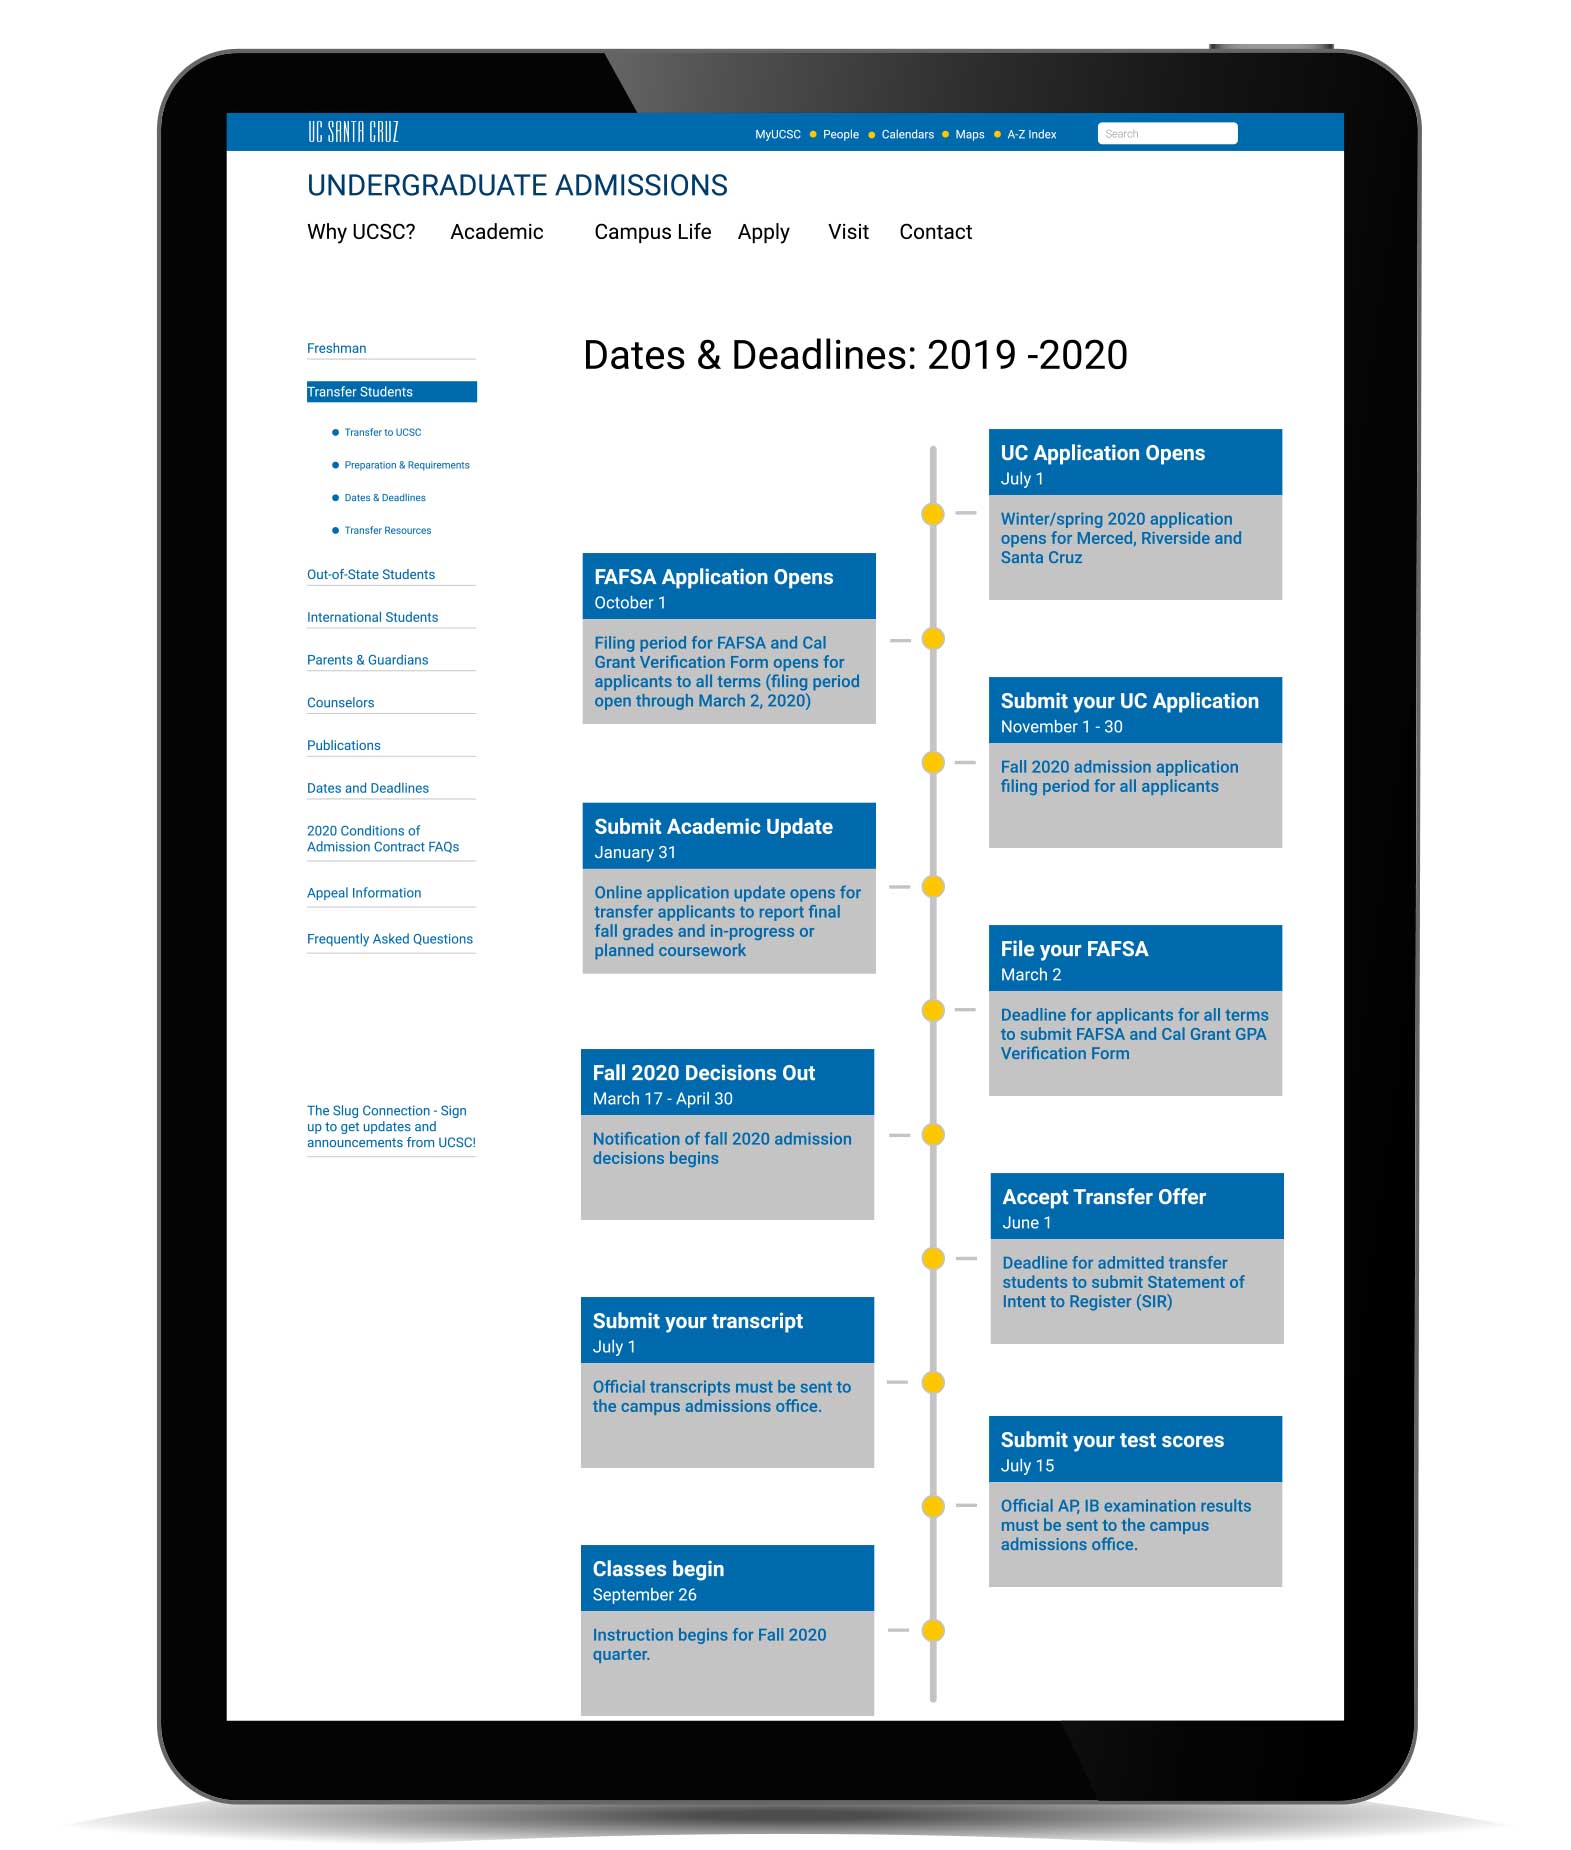 UC SANTA CRUZ
MyUCSC People Calendars Maps A-Z Index Search
UNDERGRADUATE ADMISSIONS
Why UCSC? Academic Campus Life Apply Visit Contact
Freshman
Transfer Students
Transfer to UCSC
Preparation & Requirements
Dates & Deadlines
Transfer Resources
Out-of-State Students
International Students
Parents & Guardians
Counselors
Publications
Dates and Deadlines
2020 Conditions of
Admission Contract FAQs
Appeal Information
Frequently Asked Questions
The Slug Connection - Sign
up to get updates and
announcements from UCSC!
Dates & Deadlines: 2019 -2020
UC Application Opens
July 1
Winter/spring 2020 application
opens for Merced, Riverside and
Santa Cruz
FAFSA Application Opens
October 1
Filing period for FAFSA and Cal
Grant Verification Form opens for
applicants to all terms (filing period
open through March 2, 2020)
Submit your UC Application
November 1 - 30
Fall 2020 admission application
filing period for all applicants
Submit Academic Update
January 31
Online application update opens for
transfer applicants to report final
fall grades and in-progress or
planned coursework
File your FAFSA
March 2
Deadline for applicants for all terms
to submit FAFSA and Cal Grant GPA
Verification Form
Fall 2020 Decisions Out
March 17 - April 30
Notification of fall 2020 admission
decisions begins
Accept Transfer Offer
June 1
Deadline for admitted transfer
students to submit Statement of
Intent to Register (SIR)
Submit your transcript
July 1
Official transcripts must be sent to
the campus admissions office.
Submit your test scores
July 15
Official AP, IB examination results
must be sent to the campus
admissions office.
Classes begin
September 26
Instruction begins for Fall 2020
quarter.